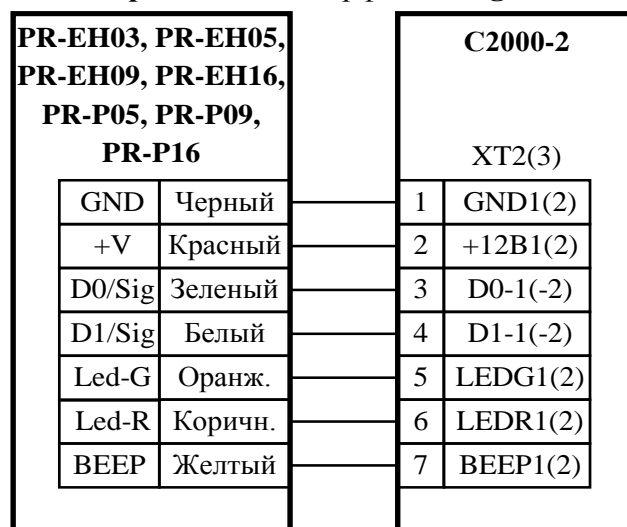 PR-EH03, PR-EH05,
PR-EH09, PR-EH16,
PR-P05, PR-P09,
PR-P16
C2000-2
XT2(3)
GND Черный 1 GND1(2)
+V Красный 2 +12В1(2)
D0/Sig Зеленый 3 D0-1(-2)
D1/Sig Белый 4 D1-1(-2)
Led-G Оранж. 5 LEDG1(2)
Led-R Коричн. 6 LEDR1(2)
BEEP Желтый 7 BEEP1(2)